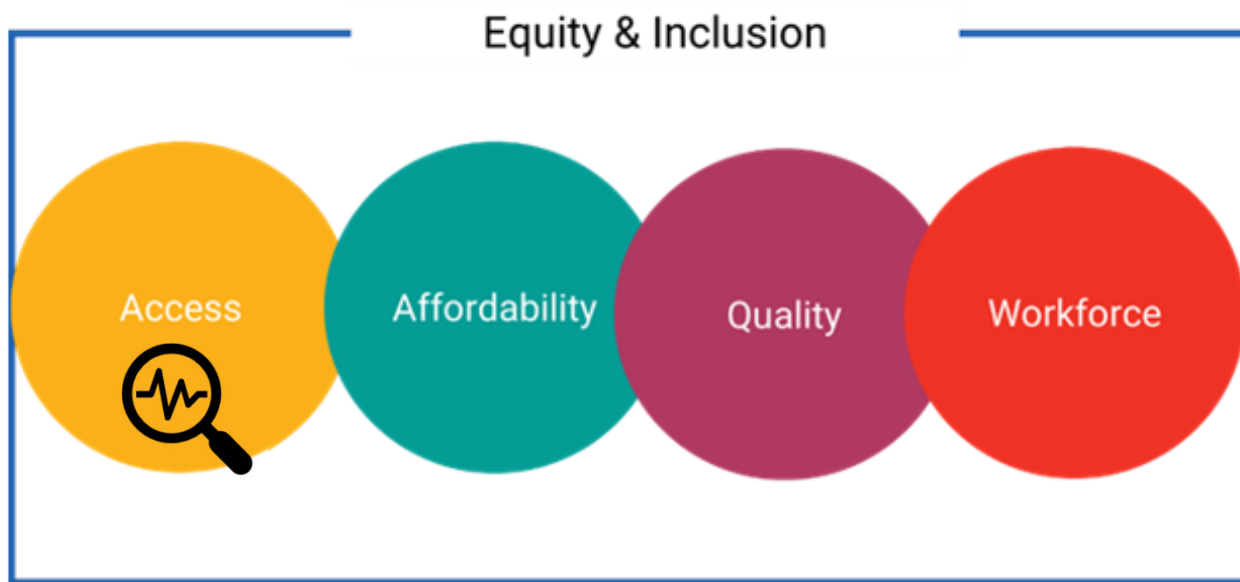 Equity & Inclusion
Access
Affordability
Quality
Workforce